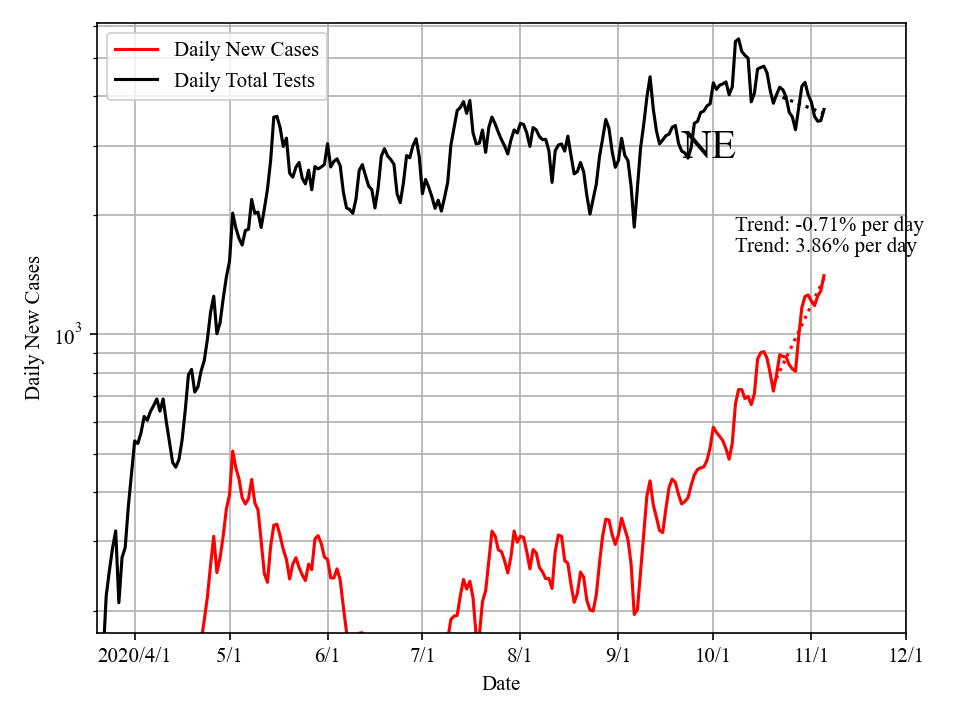 Daily New Cases
Daily Total Tests
NE
Trend: -0.71% per day
Trend: 3.86% per day
Daily New Cases
10³
2020/4/1 5/1 6/1 7/1 8/1 9/1 10/1 11/1 12/1
Date